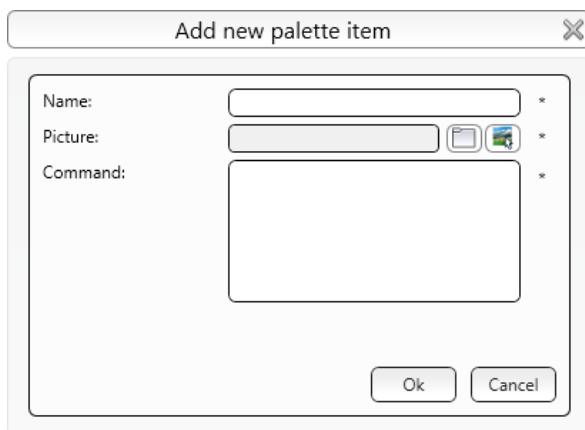 Add new palette item
Name: *
Picture: *
Command: *
Ok Cancel